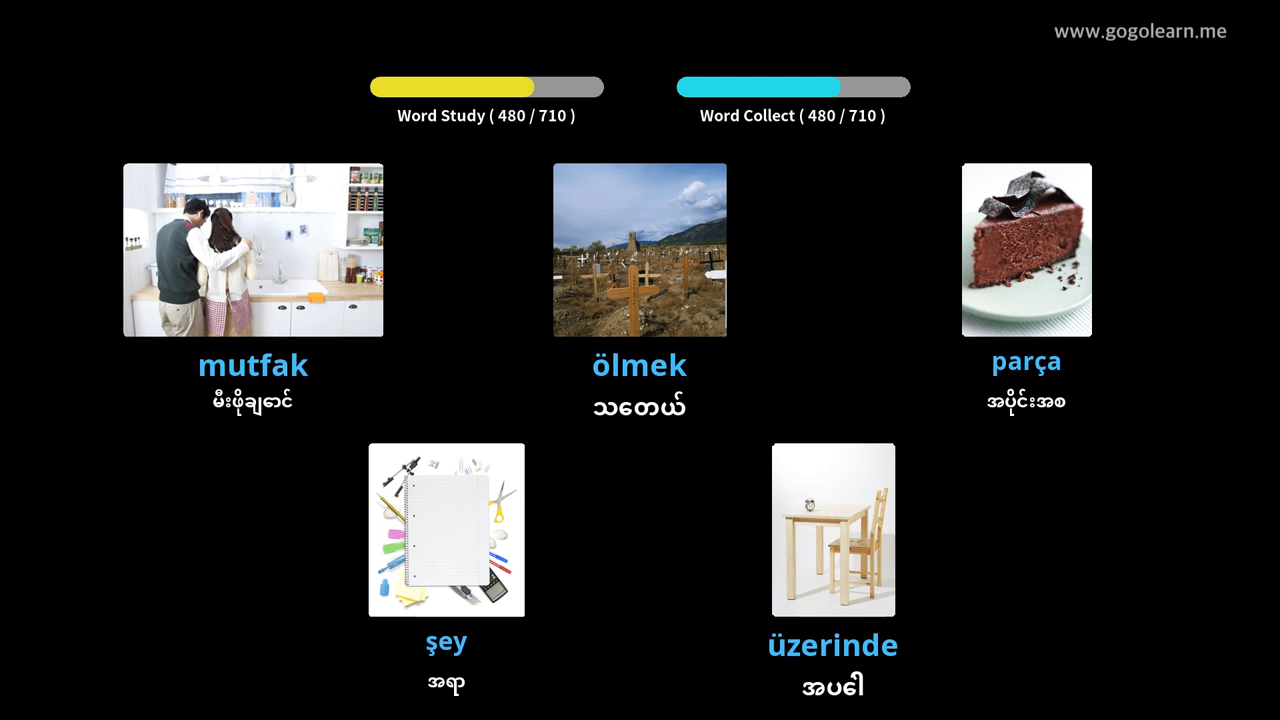 www.gogolearn.me
Word Study ( 480 / 710 )
Word Collect ( 480 / 710 )
mutfak
မီးဖိုချောင်
ölmek
သေတယ်
parça
အပိုင်းအစ
şey
အရာ
üzerinde
အပေါ်